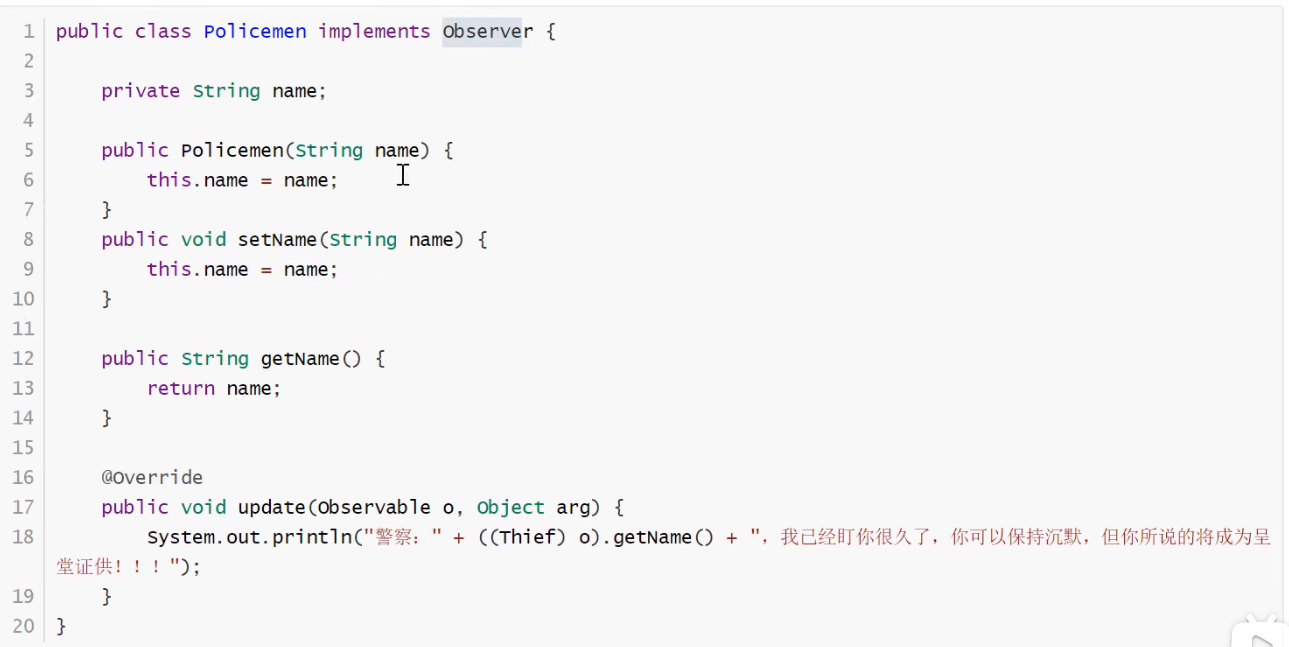 1 public class Policemen implements Observer {
2
3     private String name;
4
5     public Policemen(String name) {
6         this.name = name;
7     }
8     public void setName(String name) {
9         this.name = name;
10     }
11
12     public String getName() {
13         return name;
14     }
15
16     @Override
17     public void update(Observable o, Object arg) {
18         System.out.println("警察：" + ((Thief) o).getName() + "，我已经盯你很久了，你可以保持沉默，但你所说的将成为呈
堂证供！！！");
19     }
20 }